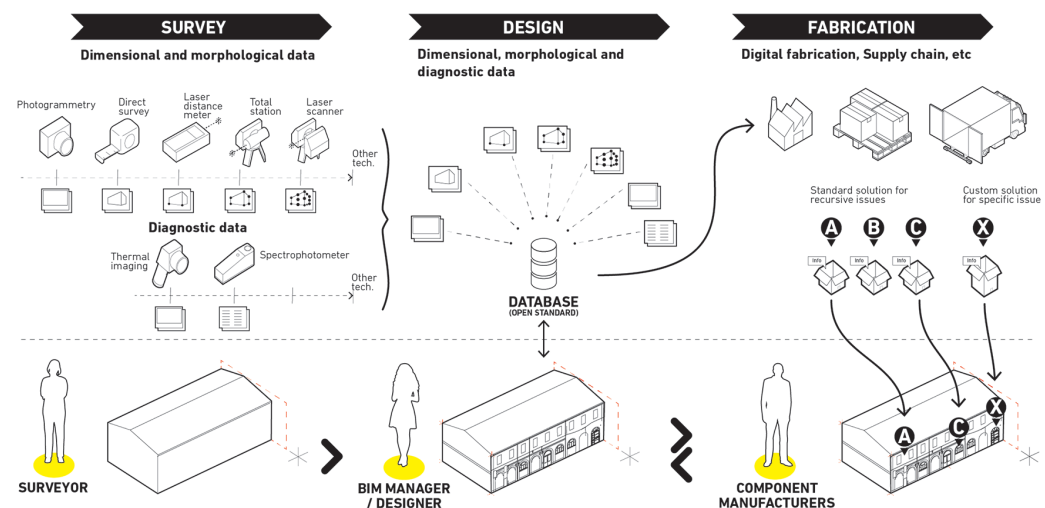 SURVEY
Dimensional and morphological data
Photogrammetry
Direct
survey
Laser
distance
meter
Total
station
Laser
scanner
Other
tech.
Diagnostic data
Thermal
imaging
Spectrophotometer
Other
tech.
DESIGN
Dimensional, morphological and
diagnostic data
DATABASE
(OPEN STANDARD)
FABRICATION
Digital fabrication, Supply chain, etc
Standard solution for
recursive issues
Custom solution
for specific issue
A
B
C
X
Info
Info
Info
Info
SURVEYOR
BIM MANAGER
/ DESIGNER
COMPONENT
MANUFACTURERS
A
C
X